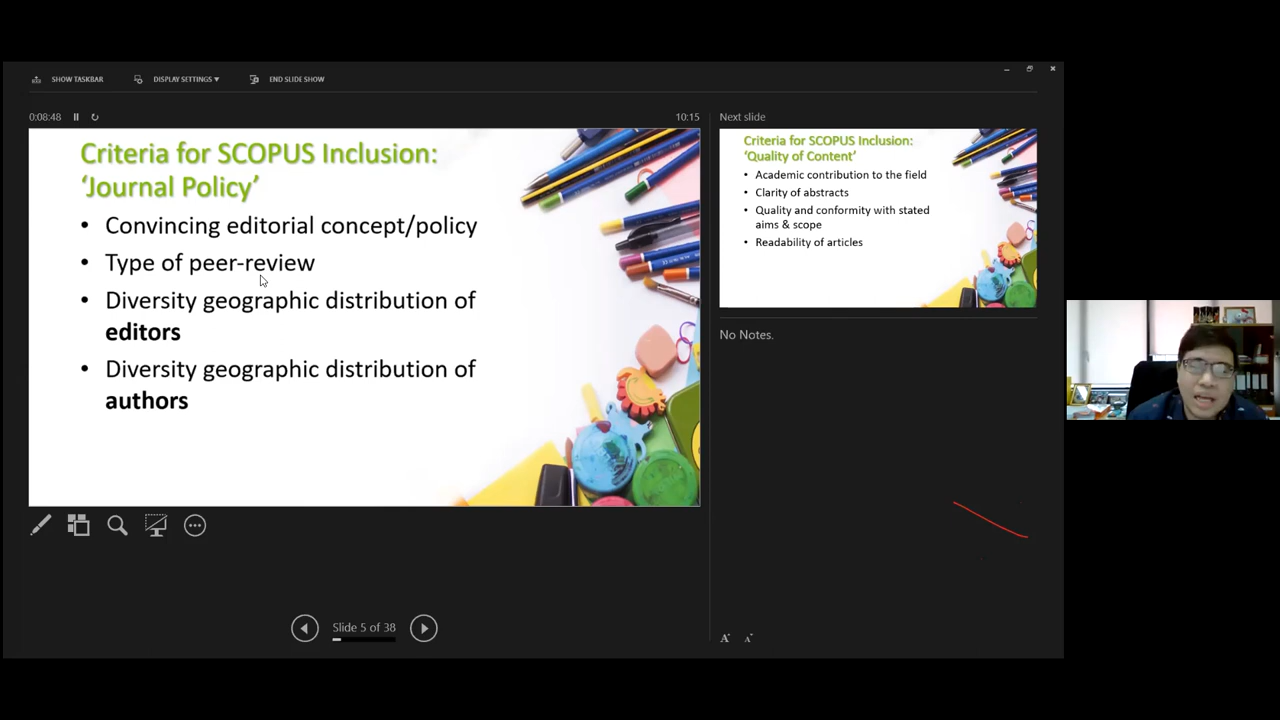 SHOW TASKBAR
DISPLAY SETTINGS ▾
END SLIDE SHOW
0:08:48
10:15
Criteria for SCOPUS Inclusion:
‘Journal Policy’
• Convincing editorial concept/policy
• Type of peer-review
• Diversity geographic distribution of
editors
• Diversity geographic distribution of
authors
Slide 5 of 38
Next slide
Criteria for SCOPUS Inclusion:
‘Quality of Content’
• Academic contribution to the field
• Clarity of abstracts
• Quality and conformity with stated
aims & scope
• Readability of articles
No Notes.
A A